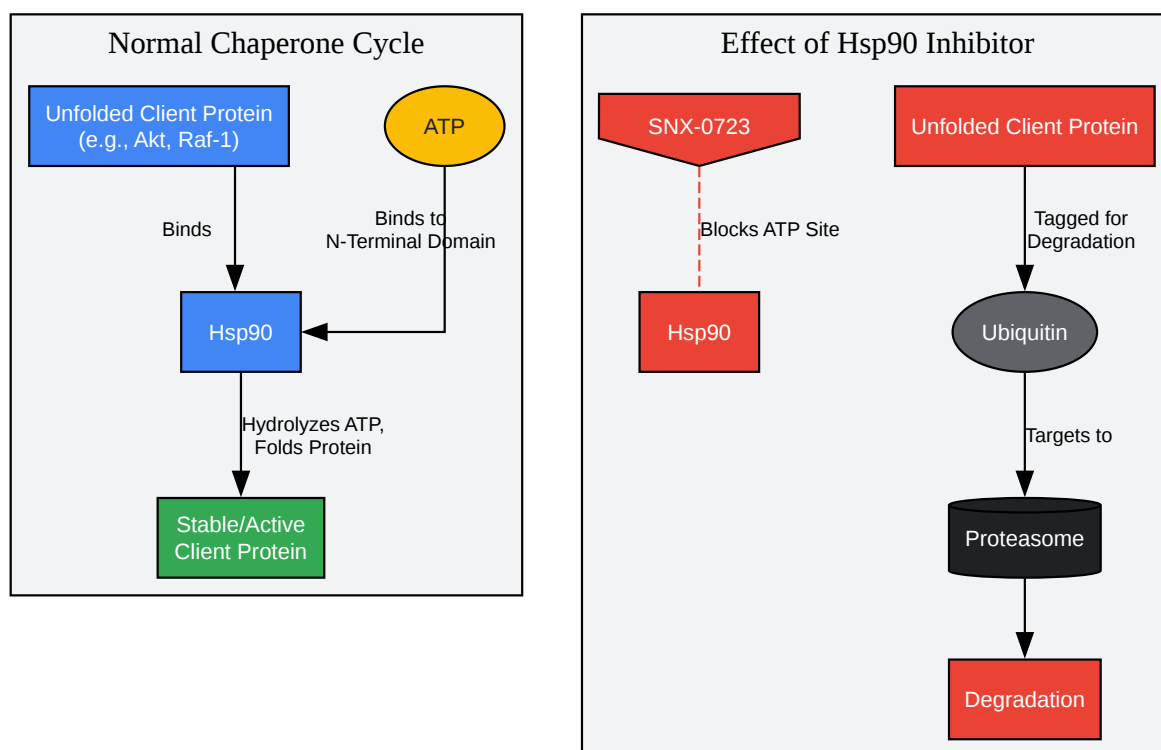 Normal Chaperone Cycle
Unfolded Client Protein
(e.g., Akt, Raf-1)
ATP
Binds
Binds to
N-Terminal Domain
Hsp90
Hydrolyzes ATP,
Folds Protein
Stable/Active
Client Protein
Effect of Hsp90 Inhibitor
SNX-0723
Unfolded Client Protein
Blocks ATP Site
Tagged for
Degradation
Hsp90
Ubiquitin
Targets to
Proteasome
Degradation